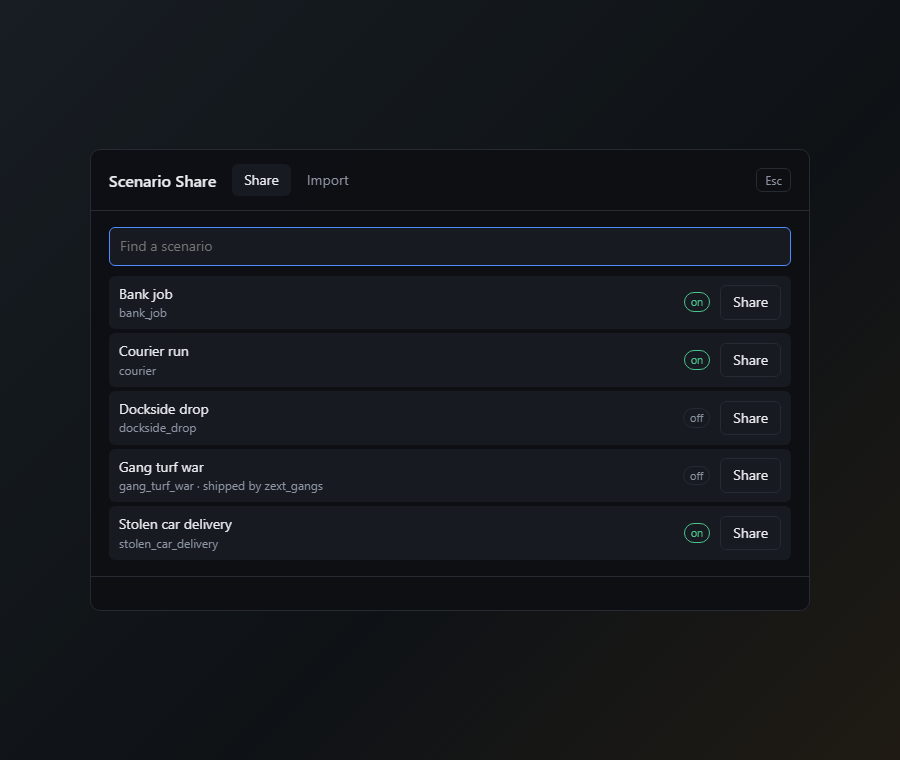 Scenario Share
Share
Import
Esc
Find a scenario
Bank job
bank_job
on
Share
Courier run
courier
on
Share
Dockside drop
dockside_drop
off
Share
Gang turf war
gang_turf_war · shipped by zext_gangs
off
Share
Stolen car delivery
stolen_car_delivery
on
Share